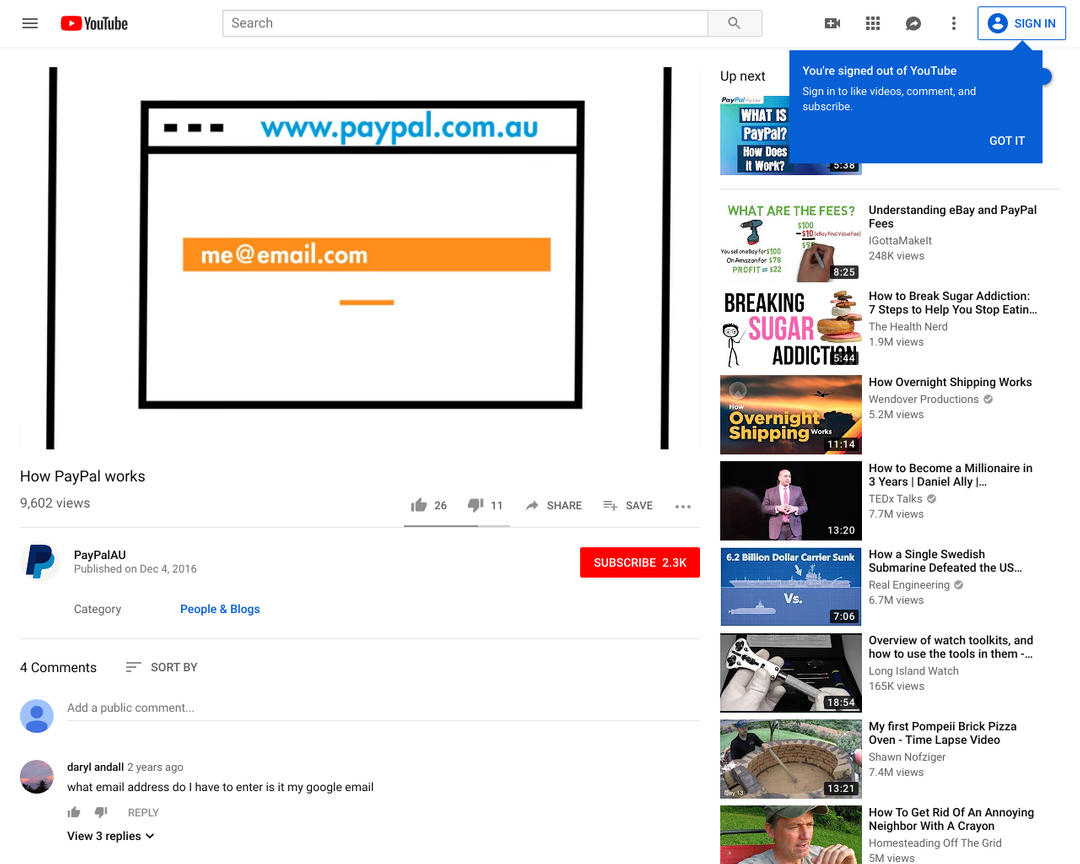 YouTube
Search
SIGN IN
You're signed out of YouTube
Sign in to like videos, comment, and
subscribe.
GOT IT
www.paypal.com.au
me@email.com
How PayPal works
9,602 views
26
11
SHARE
SAVE
PayPalAU
Published on Dec 4, 2016
SUBSCRIBE 2.3K
Category
People & Blogs
4 Comments
SORT BY
Add a public comment...
daryl andall 2 years ago
what email address do I have to enter is it my google email
REPLY
View 3 replies
Up next
PayPal
WHAT IS
PayPal?
How Does
it Work?
5:38
WHAT ARE THE FEES?
$100
-$10 (eBay Final Value Fee)
You sell one eBay for $100
On Amazon for $78
PROFIT = $22
8:25
Understanding eBay and PayPal
Fees
IGottaMakeIt
248K views
BREAKING
SUGAR
ADDICTION
5:44
How to Break Sugar Addiction:
7 Steps to Help You Stop Eatin...
The Health Nerd
1.9M views
How
Overnight
Shipping Works
11:14
How Overnight Shipping Works
Wendover Productions
5.2M views
13:20
How to Become a Millionaire in
3 Years | Daniel Ally |...
TEDx Talks
7.7M views
6.2 Billion Dollar Carrier Sunk
Vs.
7:06
How a Single Swedish
Submarine Defeated the US...
Real Engineering
6.7M views
18:54
Overview of watch toolkits, and
how to use the tools in them -...
Long Island Watch
165K views
Day 13
13:21
My first Pompeii Brick Pizza
Oven - Time Lapse Video
Shawn Nofziger
7.4M views
How To Get Rid Of An Annoying
Neighbor With A Crayon
Homesteading Off The Grid
5M views